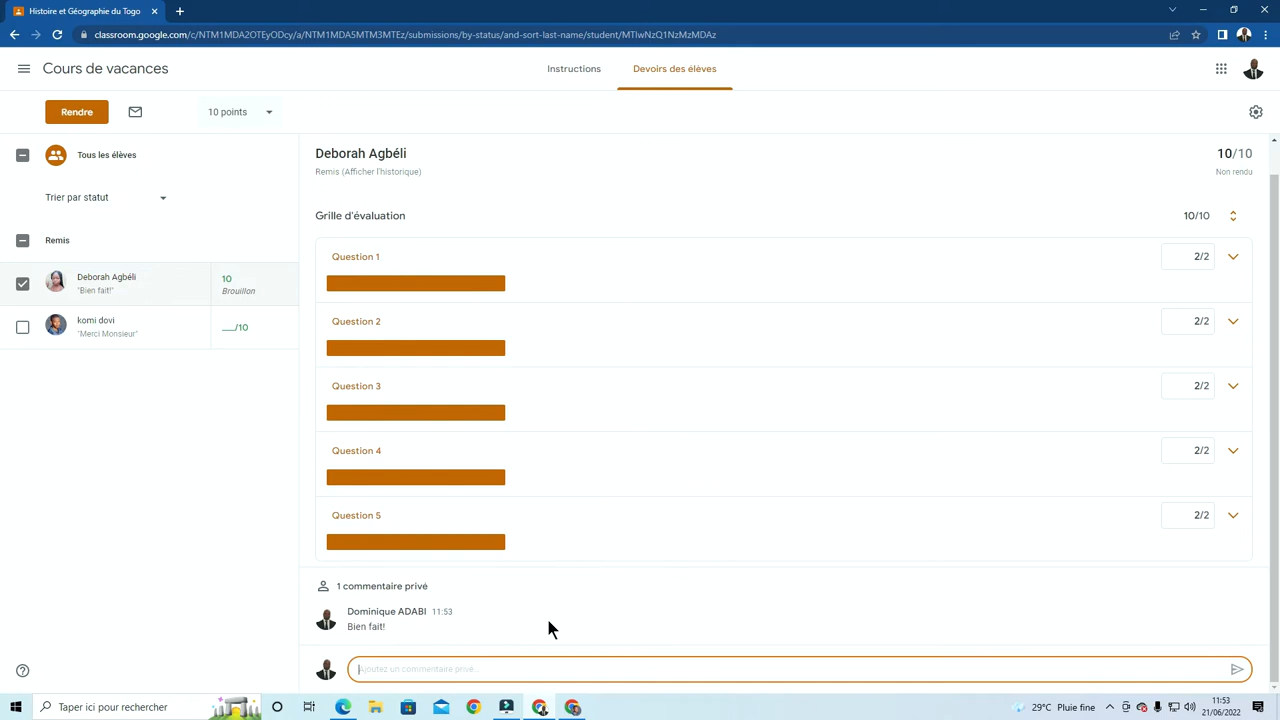 Histoire et Géographie du Togo
classroom.google.com/c/NTM1MDA2OTEyODcy/a/NTM1MDA5MTM3MTEz/submissions/by-status/and-sort-last-name/student/MTIwNzQ1NzMzMDAz
Cours de vacances
Instructions
Devoirs des élèves
Rendre
10 points
Tous les élèves
Trier par statut
Remis
Deborah Agbéli
"Bien fait!"
10
Brouillon
komi dovi
"Merci Monsieur"
___/10
Deborah Agbéli
10/10
Remis (Afficher l'historique)
Non rendu
Grille d'évaluation
10/10
Question 1
2/2
Question 2
2/2
Question 3
2/2
Question 4
2/2
Question 5
2/2
1 commentaire privé
Dominique ADABI 11:53
Bien fait!
Ajoutez un commentaire privé...
Taper ici pour rechercher
29°C Pluie fine
11:53
21/06/2022